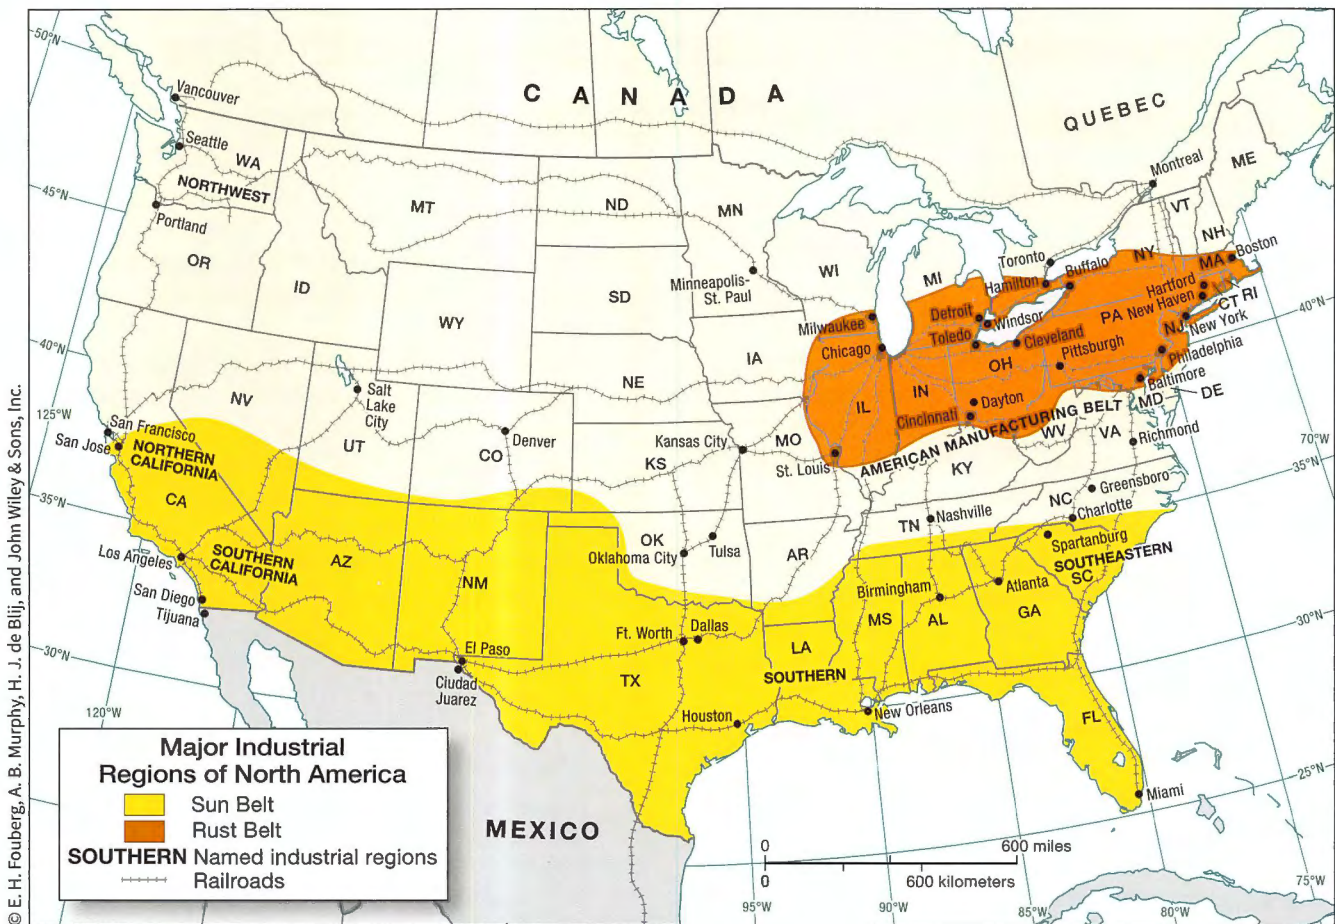 50°N
CANADA
Vancouver
QUEBEC
Seattle
WA
NORTHWEST
Montreal
ME
45°N
MT
ND
MN
VT
NH
Portland
OR
ID
WI
MI
Toronto
Buffalo
NY
Boston
MA
Minneapolis-
St. Paul
Hamilton
Hartford
SD
WY
Milwaukee
Detroit
Windsor
PA
New Haven
CT
RI
40°N
Chicago
Toledo
Cleveland
NJ
New York
40°N
IA
Pittsburgh
Philadelphia
OH
NE
IN
IL
Dayton
Baltimore
NV
Salt
Lake
City
Cincinnati
MD
DE
125°W
San Francisco
UT
Denver
CO
Kansas City
MO
AMERICAN MANUFACTURING BELT
WV
VA
70°W
San Jose
NORTHERN
CALIFORNIA
KS
St. Louis
KY
Richmond
35°N
35°N
CA
NC
Greensboro
TN
Nashville
Charlotte
OK
Tulsa
Oklahoma City
AR
Spartanburg
SOUTHEASTERN
SC
Los Angeles
SOUTHERN
CALIFORNIA
AZ
NM
Birmingham
Atlanta
San Diego
Tijuana
MS
AL
GA
30°N
Ft. Worth
Dallas
LA
30°N
El Paso
Ciudad
Juarez
TX
SOUTHERN
Houston
New Orleans
120°W
FL
25°N
Miami
MEXICO
Major Industrial
Regions of North America
Sun Belt
Rust Belt
SOUTHERN Named industrial regions
Railroads
0 600 miles
0 600 kilometers
95°W
90°W
85°W
80°W
75°W
© E. H. Fouberg, A. B. Murphy, H. J. de Blij, and John Wiley & Sons, Inc.